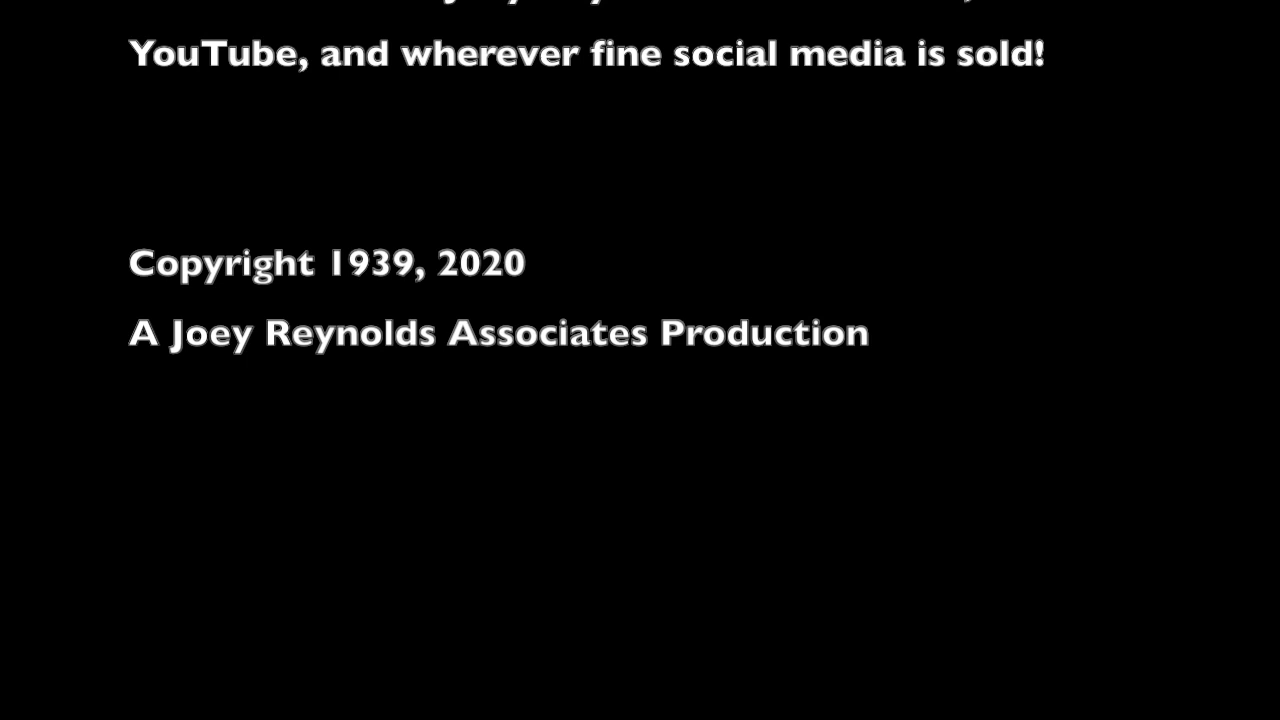 YouTube, and wherever fine social media is sold!
Copyright 1939, 2020
A Joey Reynolds Associates Production